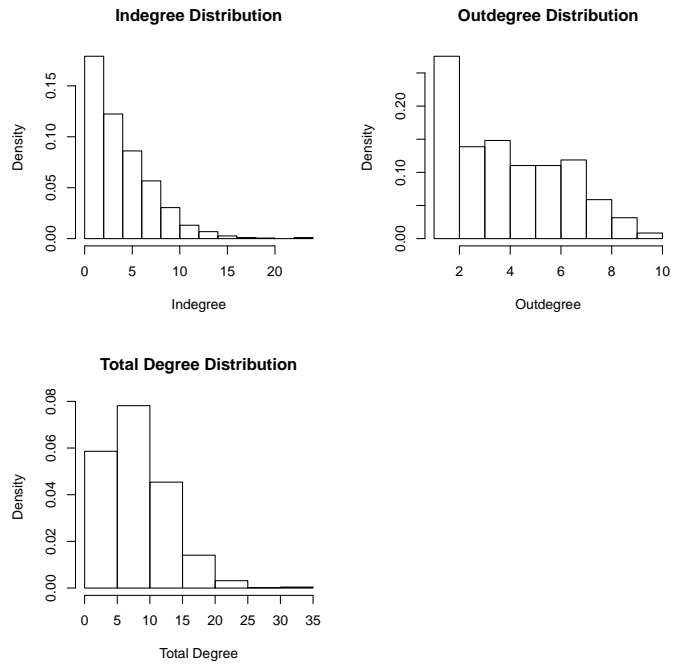 Indegree Distribution
Density
0.00 0.05 0.10 0.15
0 5 10 15 20
Indegree
Outdegree Distribution
Density
0.00 0.10 0.20
2 4 6 8 10
Outdegree
Total Degree Distribution
Density
0.00 0.02 0.04 0.06 0.08
0 5 10 15 20 25 30 35
Total Degree